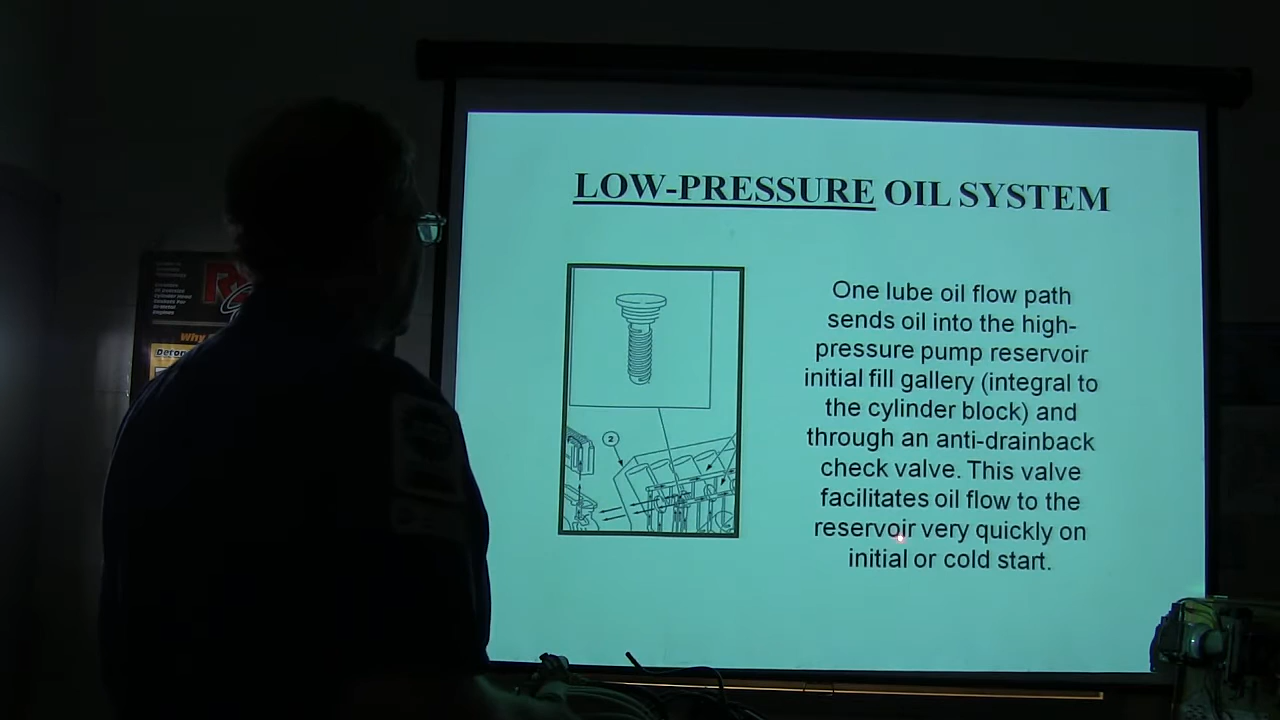 LOW-PRESSURE OIL SYSTEM
One lube oil flow path
sends oil into the high-
pressure pump reservoir
initial fill gallery (integral to
the cylinder block) and
through an anti-drainback
check valve. This valve
facilitates oil flow to the
reservoir very quickly on
initial or cold start.
2
Why